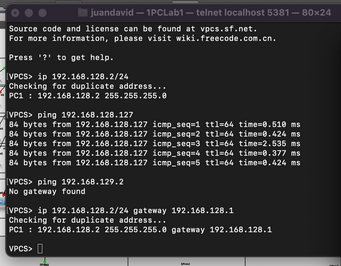 juandavid — 1PCLab1 — telnet localhost 5381 — 80×24
Source code and license can be found at vpcs.sf.net.
For more information, please visit wiki.freecode.com.cn.
Press '?' to get help.
VPCS> ip 192.168.128.2/24
Checking for duplicate address...
PC1 : 192.168.128.2 255.255.255.0
VPCS> ping 192.168.128.127
84 bytes from 192.168.128.127 icmp_seq=1 ttl=64 time=0.510 ms
84 bytes from 192.168.128.127 icmp_seq=2 ttl=64 time=0.424 ms
84 bytes from 192.168.128.127 icmp_seq=3 ttl=64 time=2.535 ms
84 bytes from 192.168.128.127 icmp_seq=4 ttl=64 time=0.377 ms
84 bytes from 192.168.128.127 icmp_seq=5 ttl=64 time=0.424 ms
VPCS> ping 192.168.129.2
No gateway found
VPCS> ip 192.168.128.2/24 gateway 192.168.128.1
Checking for duplicate address...
PC1 : 192.168.128.2 255.255.255.0 gateway 192.168.128.1
VPCS>